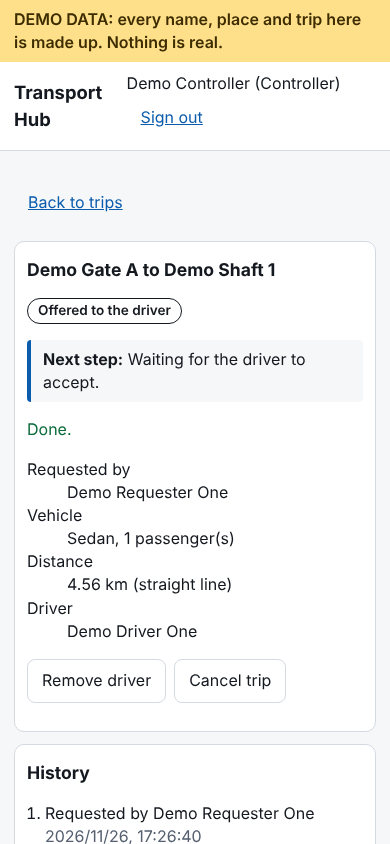 DEMO DATA: every name, place and trip here
is made up. Nothing is real.
Transport
Hub
Demo Controller (Controller)
Sign out
Back to trips
Demo Gate A to Demo Shaft 1
Offered to the driver
Next step: Waiting for the driver to
accept.
Done.
Requested by
Demo Requester One
Vehicle
Sedan, 1 passenger(s)
Distance
4.56 km (straight line)
Driver
Demo Driver One
Remove driver
Cancel trip
History
1. Requested by Demo Requester One
2026/11/26, 17:26:40